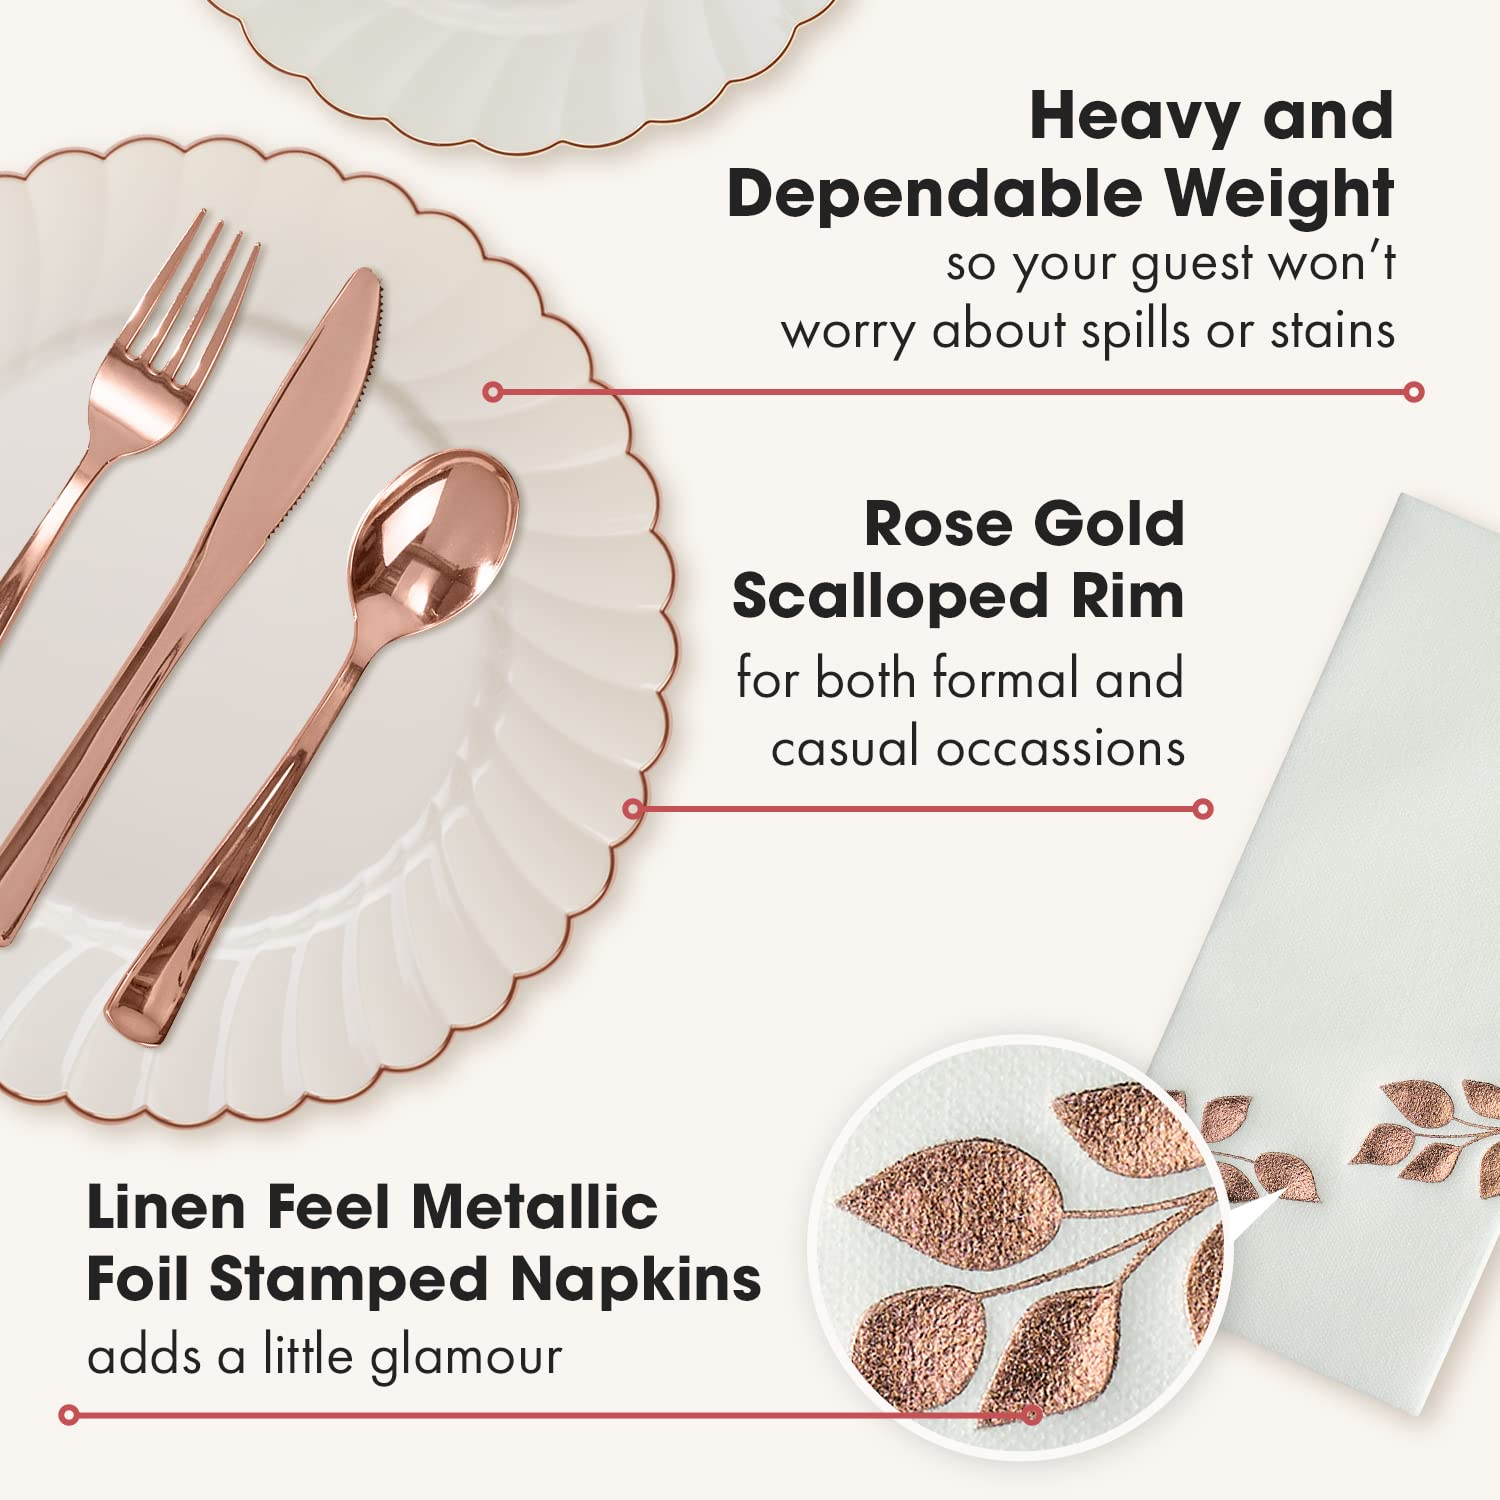 Heavy and
Dependable Weight
so your guest won’t
worry about spills or stains
Rose Gold
Scalloped Rim
for both formal and
casual occassions
Linen Feel Metallic
Foil Stamped Napkins
adds a little glamour